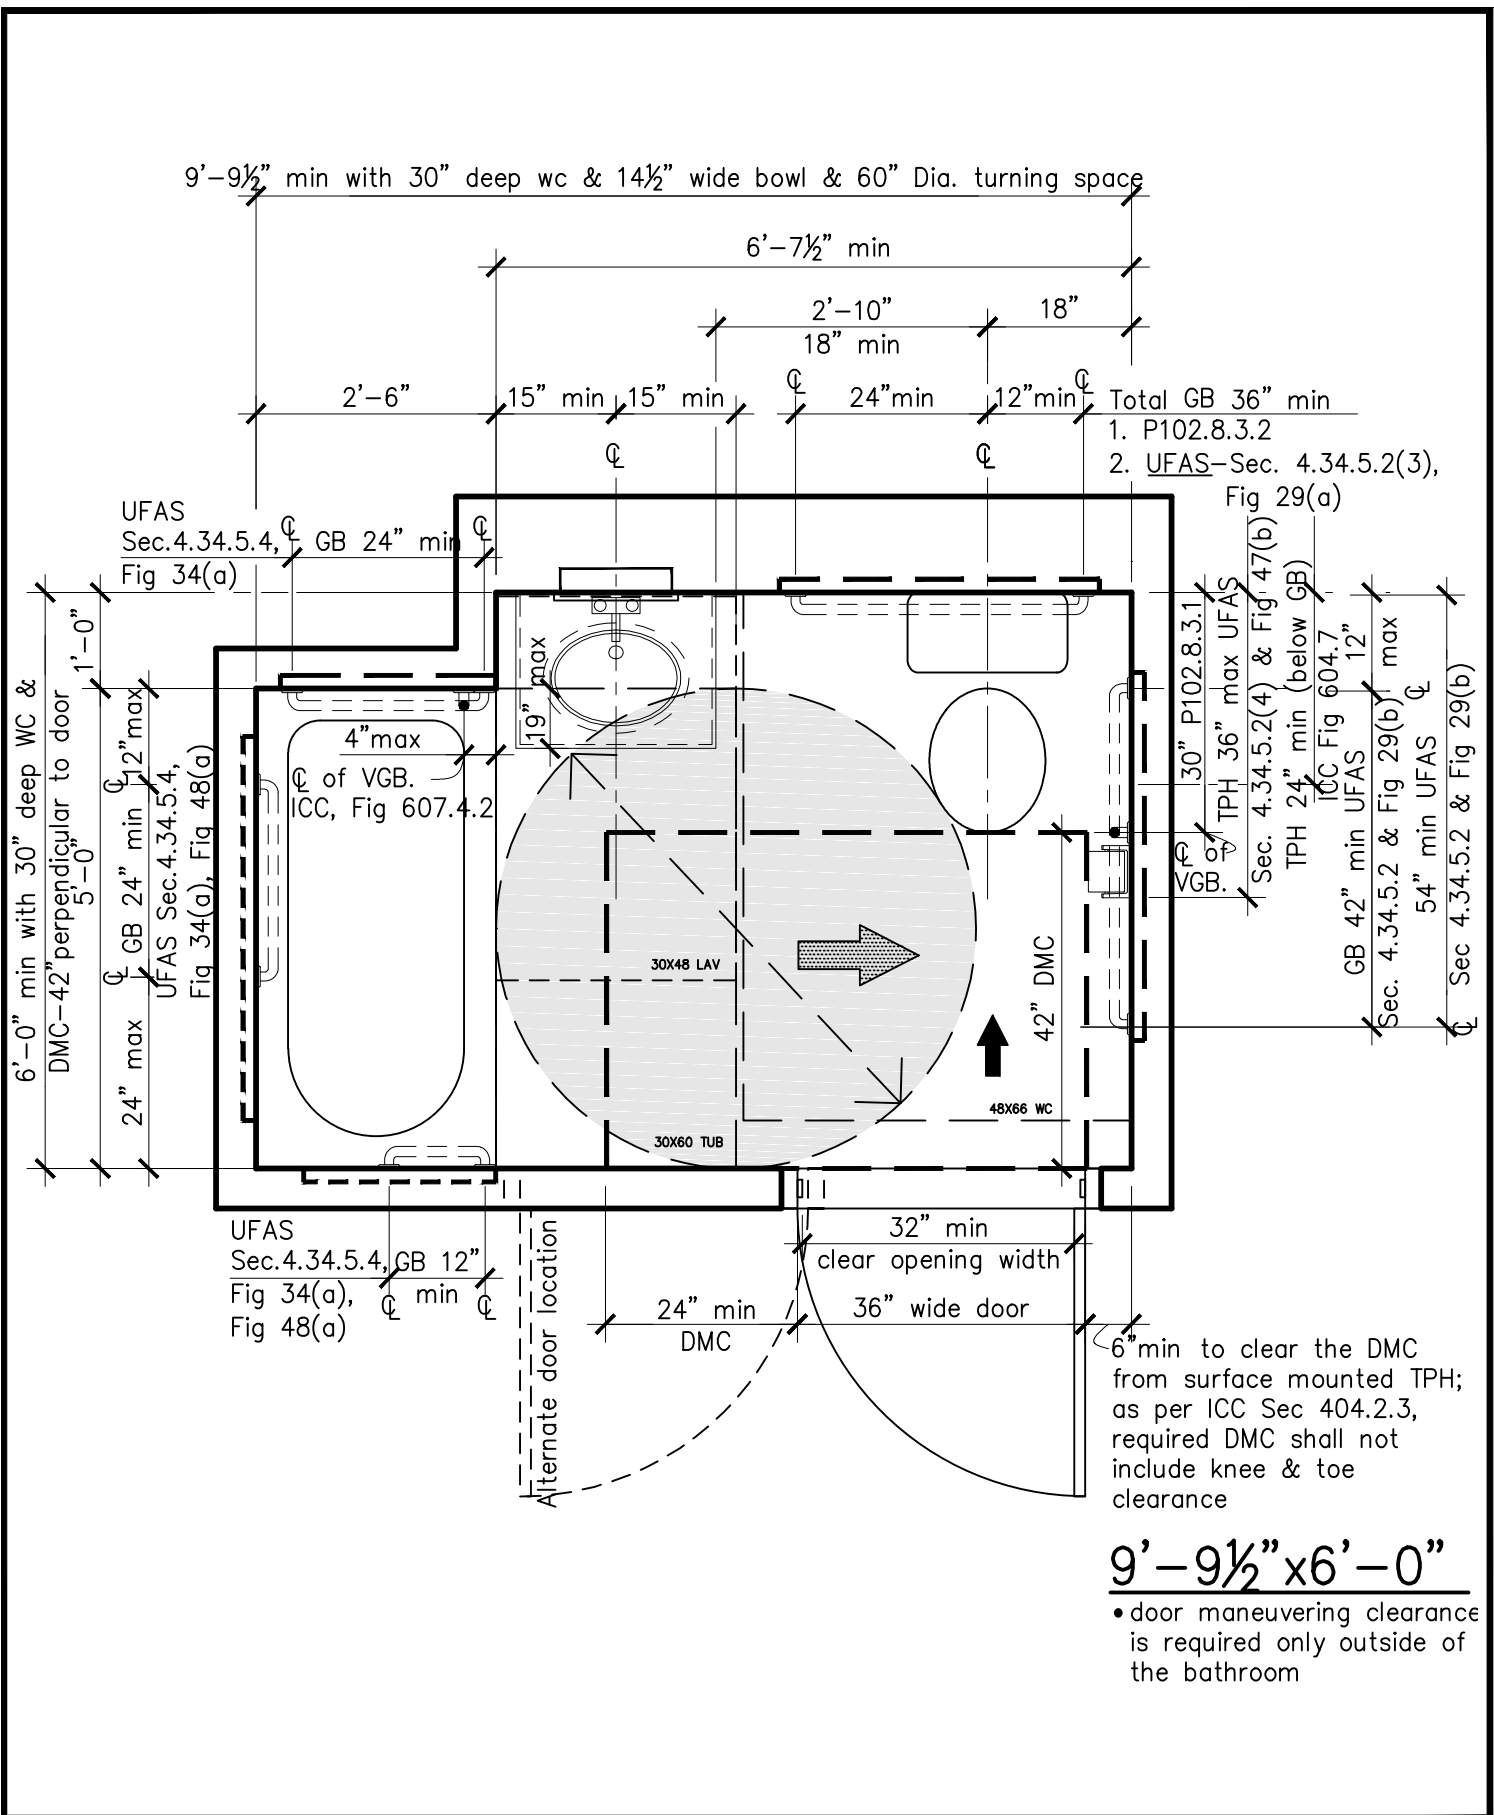 9'-9½" min with 30" deep wc & 14½" wide bowl & 60" Dia. turning space
6'-7½" min
2'-10"
18"
18" min
2'-6"
15" min
15" min
℄
24"min
12"min
℄
Total GB 36" min
1. P102.8.3.2
2. UFAS-Sec. 4.34.5.2(3),
Fig 29(a)
℄
℄
UFAS
Sec.4.34.5.4,
Fig 34(a)
℄
GB 24" min
℄
6'-0" min with 30" deep WC &
DMC-42" perpendicular to door
1'-0"
5'-0"
12"max
℄
GB 24" min
℄
24" max
UFAS Sec.4.34.5.4,
Fig 34(a), Fig 48(a)
4"max
℄ of VGB.
ICC, Fig 607.4.2
19" max
30X48 LAV
30X60 TUB
42" DMC
48X66 WC
30" P102.8.3.1
℄ of
VGB.
TPH 36" max UFAS
Sec. 4.34.5.2(4) & Fig 47(b)
TPH 24" min (below GB)
ICC Fig 604.7
12"
max
GB 42" min UFAS
Sec. 4.34.5.2 & Fig 29(b)
℄
54" min UFAS
Sec 4.34.5.2 & Fig 29(b)
℄
UFAS
Sec.4.34.5.4,
Fig 34(a),
Fig 48(a)
GB 12"
min
℄
℄
Alternate door location
32" min
clear opening width
24" min
DMC
36" wide door
6"min to clear the DMC
from surface mounted TPH;
as per ICC Sec 404.2.3,
required DMC shall not
include knee & toe
clearance
9'-9½"x6'-0"
• door maneuvering clearance
is required only outside of
the bathroom